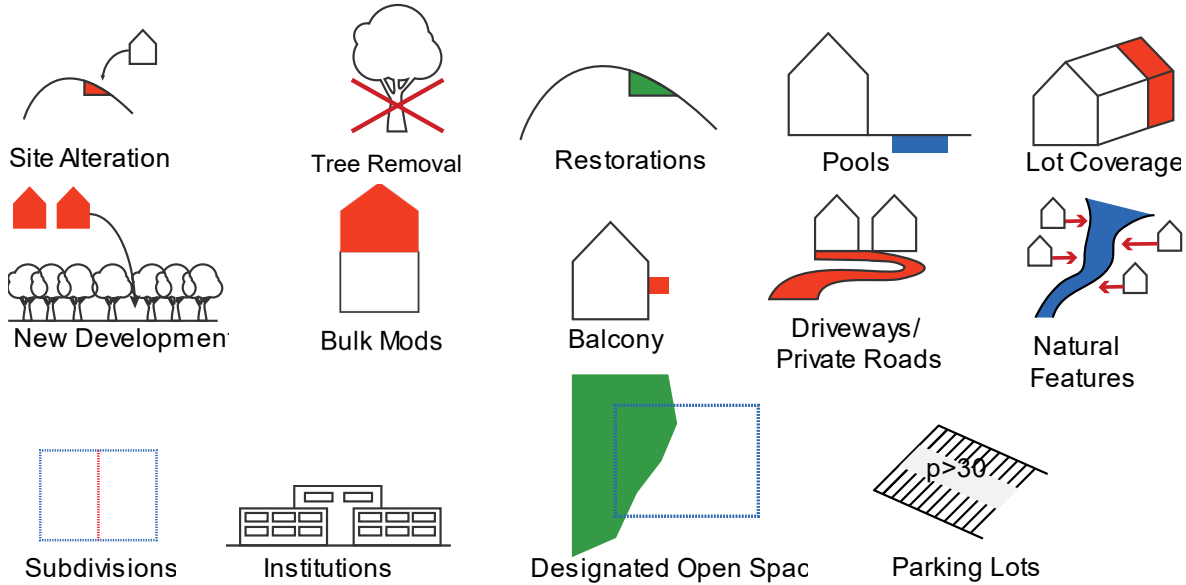 Site Alteration
Tree Removal
Restorations
Pools
Lot Coverage
New Development
Bulk Mods
Balcony
Driveways/
Private Roads
Natural
Features
p>30
Subdivisions
Institutions
Designated Open Spac
Parking Lots